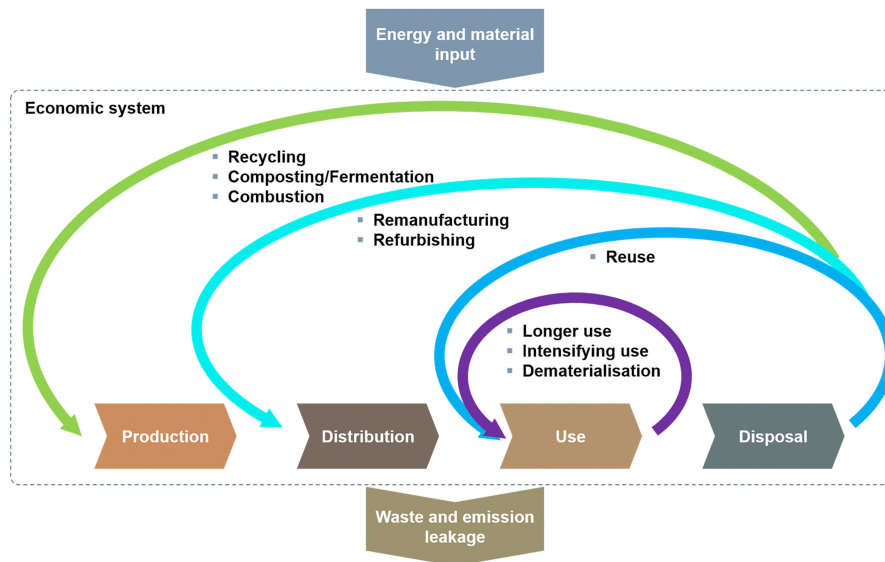 Energy and material
input
Economic system
Recycling
Composting/Fermentation
Combustion
Remanufacturing
Refurbishing
Reuse
Longer use
Intensifying use
Dematerialisation
Production
Distribution
Use
Disposal
Waste and emission
leakage